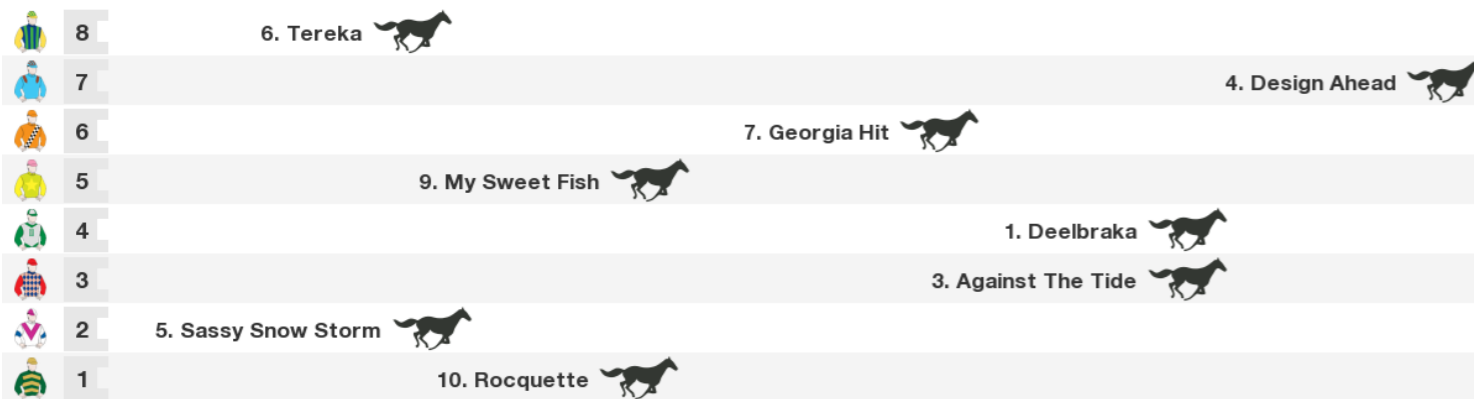 8 6. Tereka
7 4. Design Ahead
6 7. Georgia Hit
5 9. My Sweet Fish
4 1. Deelbraka
3 3. Against The Tide
2 5. Sassy Snow Storm
1 10. Rocquette